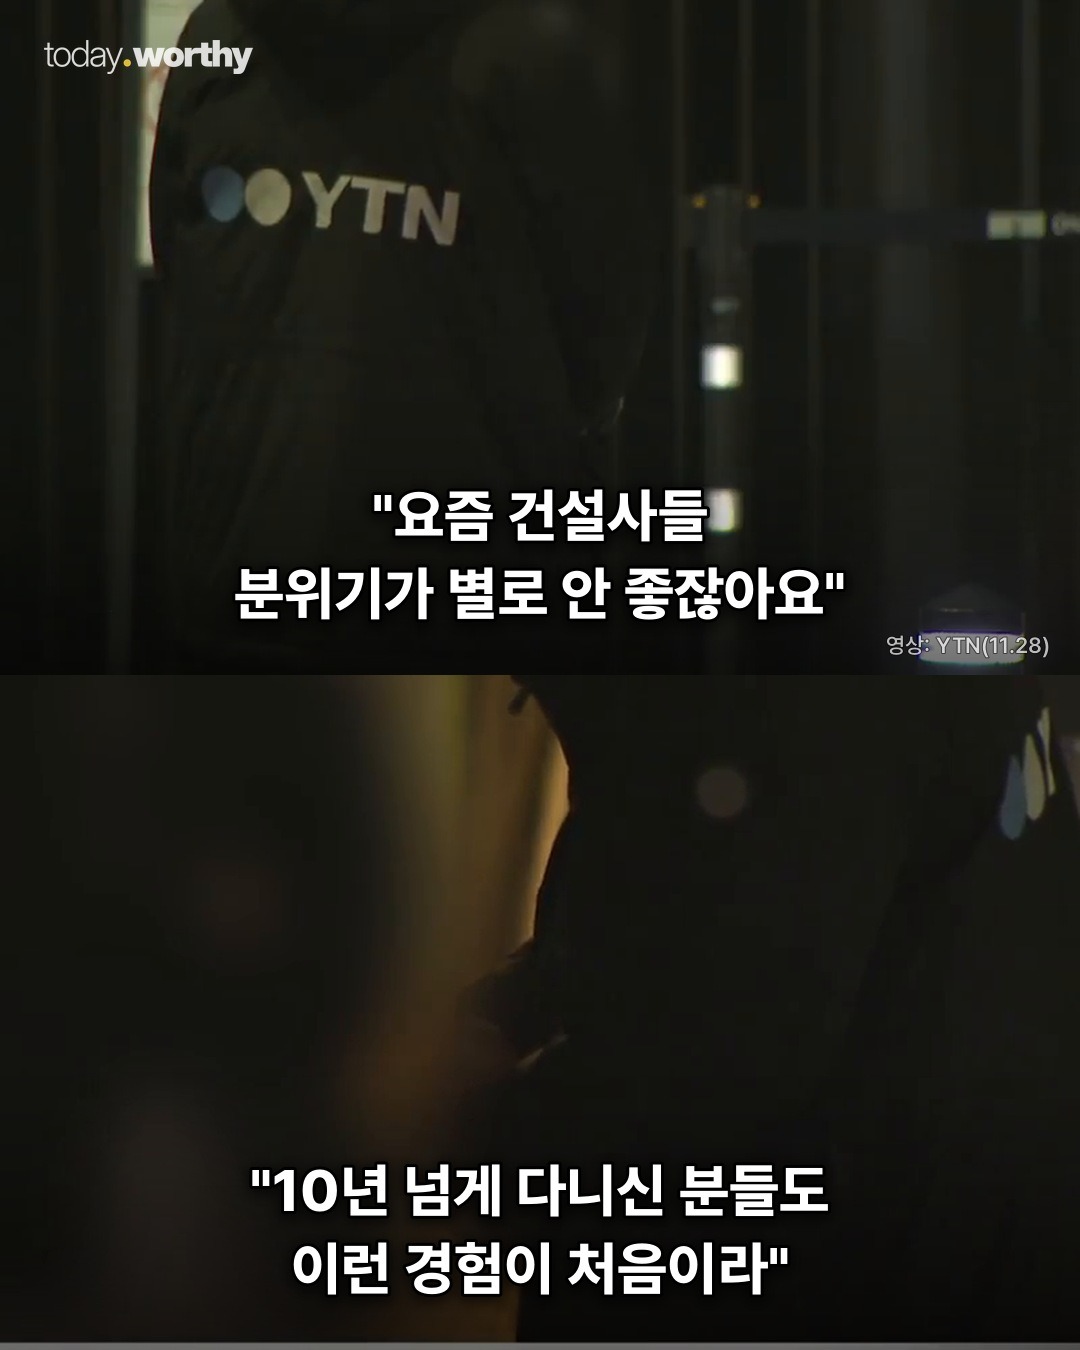 today.worthy
YTN
"요즘 건설사들
분위기가 별로 안 좋잖아요"
영상: YTN(11.28)
"10년 넘게 다니신 분들도
이런 경험이 처음이라"